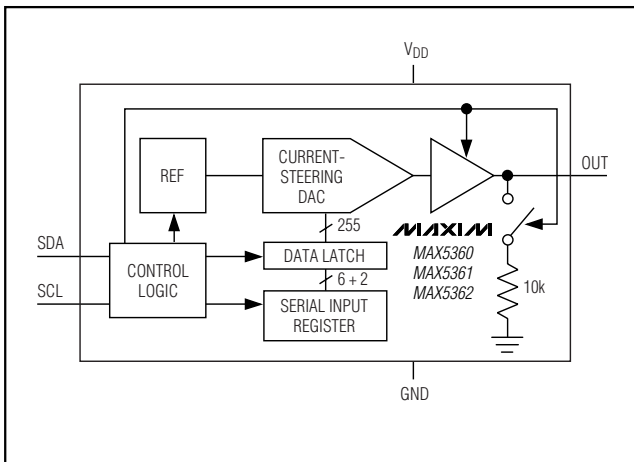 VDD
CURRENT-
STEERING
DAC
REF
OUT
255
MAXIM
SDA
DATA LATCH
MAX5360
CONTROL
LOGIC
6 + 2
MAX5361
SCL
SERIAL INPUT
REGISTER
MAX5362
10k
GND